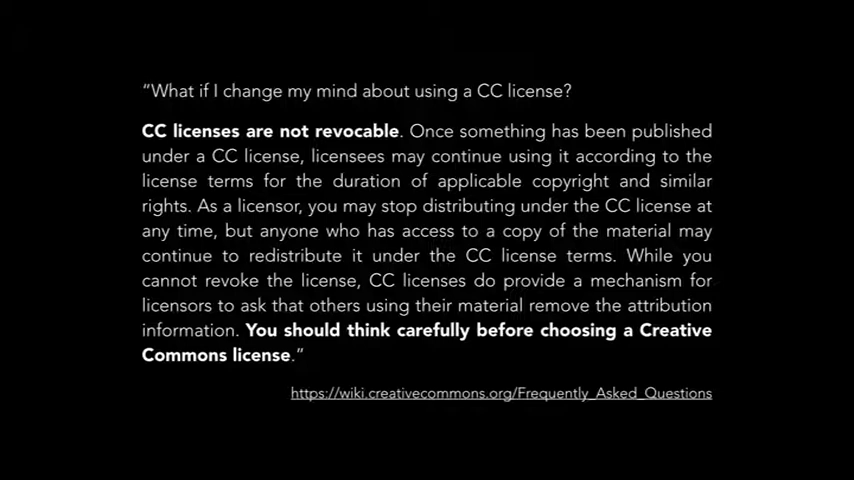 “What if I change my mind about using a CC license?
CC licenses are not revocable. Once something has been published
under a CC license, licensees may continue using it according to the
license terms for the duration of applicable copyright and similar
rights. As a licensor, you may stop distributing under the CC license at
any time, but anyone who has access to a copy of the material may
continue to redistribute it under the CC license terms. While you
cannot revoke the license, CC licenses do provide a mechanism for
licensors to ask that others using their material remove the attribution
information. You should think carefully before choosing a Creative
Commons license.”
https://wiki.creativecommons.org/Frequently_Asked_Questions